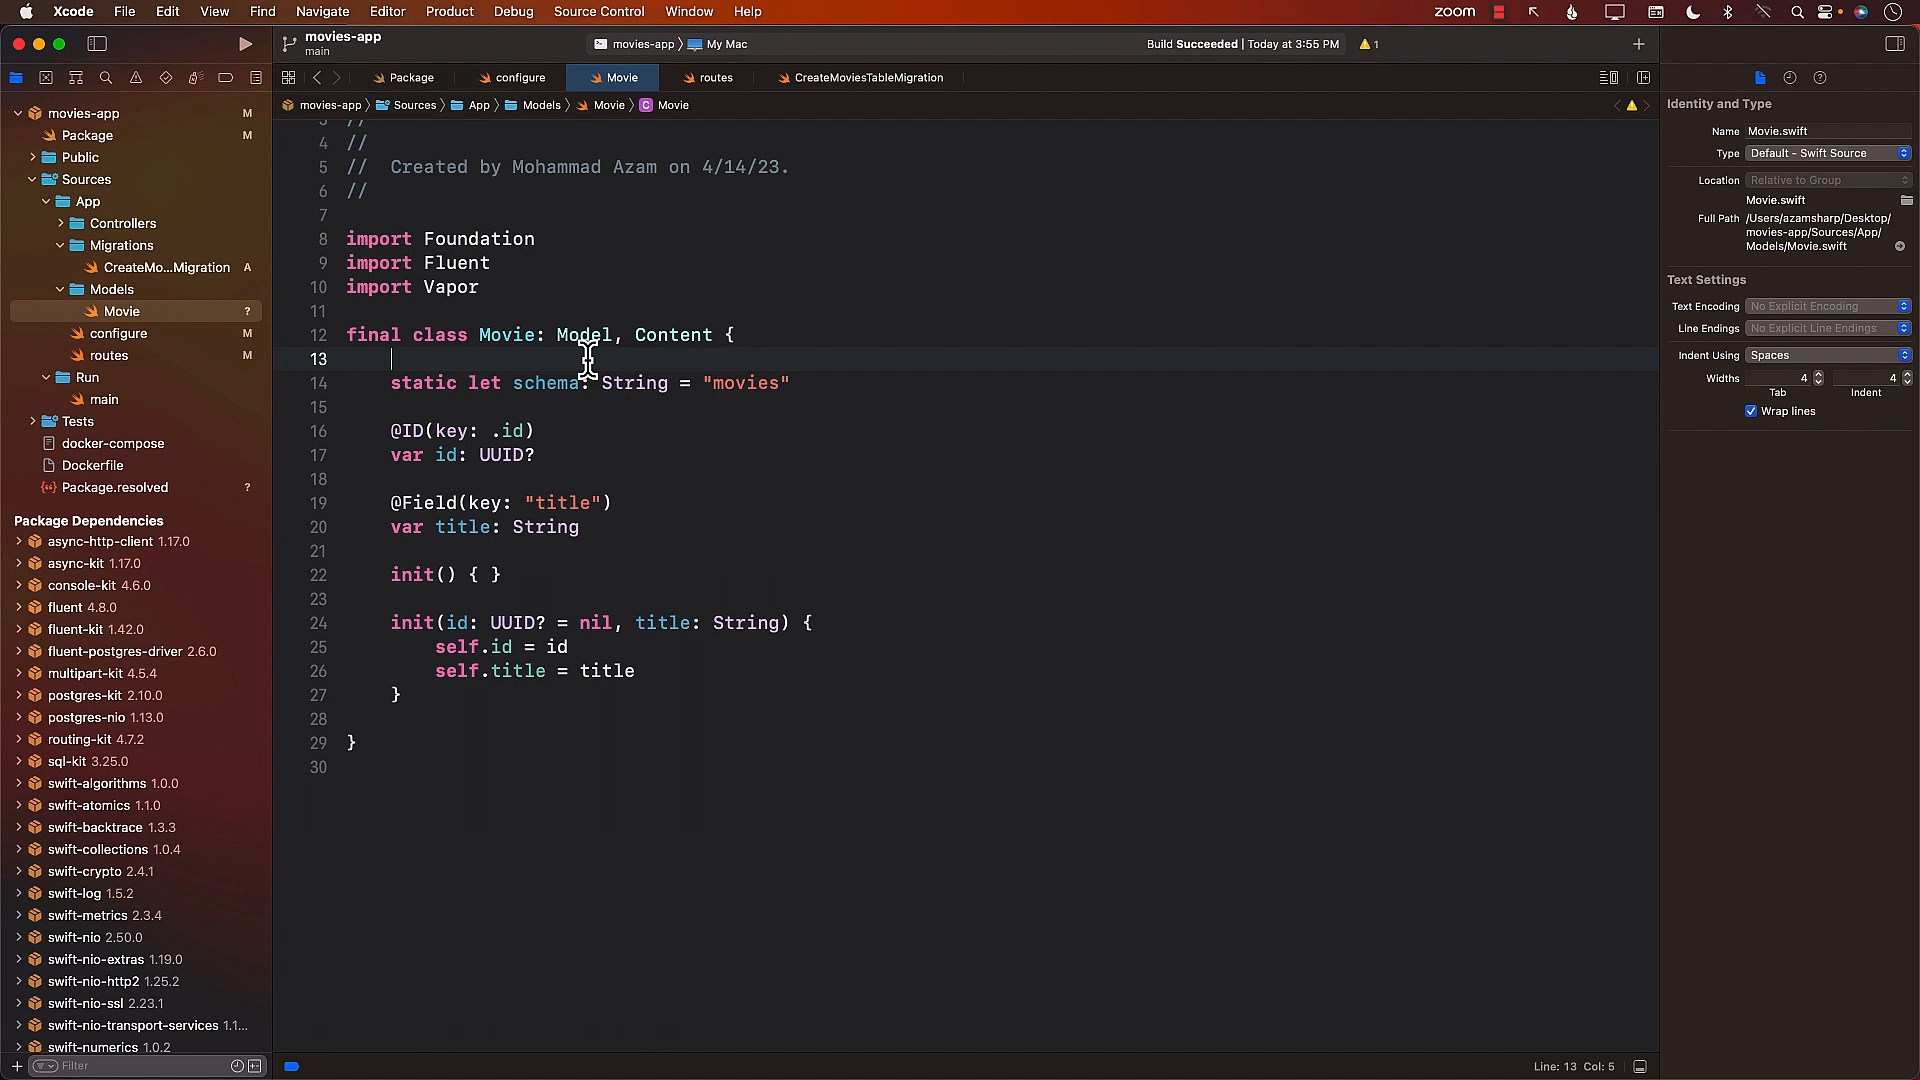 Xcode File Edit View Find Navigate Editor Product Debug Source Control Window Help zoom
movies-app
main
movies-app My Mac
Build Succeeded | Today at 3:55 PM 1
Package configure Movie routes CreateMoviesTableMigration
movies-app Sources App Models Movie C Movie
movies-app M
Package M
Public
Sources
App
Controllers
Migrations
CreateMo...Migration A
Models
Movie ?
configure M
routes M
Run
main
Tests
docker-compose
Dockerfile
Package.resolved ?
Package Dependencies
async-http-client 1.17.0
async-kit 1.17.0
console-kit 4.6.0
fluent 4.8.0
fluent-kit 1.42.0
fluent-postgres-driver 2.6.0
multipart-kit 4.5.4
postgres-kit 2.10.0
postgres-nio 1.13.0
routing-kit 4.7.2
sql-kit 3.25.0
swift-algorithms 1.0.0
swift-atomics 1.1.0
swift-backtrace 1.3.3
swift-collections 1.0.4
swift-crypto 2.4.1
swift-log 1.5.2
swift-metrics 2.3.4
swift-nio 2.50.0
swift-nio-extras 1.19.0
swift-nio-http2 1.25.2
swift-nio-ssl 2.23.1
swift-nio-transport-services 1.1...
swift-numerics 1.0.2
Filter
3 //
4 //
5 //  Created by Mohammad Azam on 4/14/23.
6 //
7
8 import Foundation
9 import Fluent
10 import Vapor
11
12 final class Movie: Model, Content {
13
14     static let schema: String = "movies"
15
16     @ID(key: .id)
17     var id: UUID?
18
19     @Field(key: "title")
20     var title: String
21
22     init() { }
23
24     init(id: UUID? = nil, title: String) {
25         self.id = id
26         self.title = title
27     }
28
29 }
30
Line: 13 Col: 5
Identity and Type
Name Movie.swift
Type Default - Swift Source
Location Relative to Group
Movie.swift
Full Path /Users/azamsharp/Desktop/
movies-app/Sources/App/
Models/Movie.swift
Text Settings
Text Encoding No Explicit Encoding
Line Endings No Explicit Line Endings
Indent Using Spaces
Widths 4 4
Tab Indent
Wrap lines